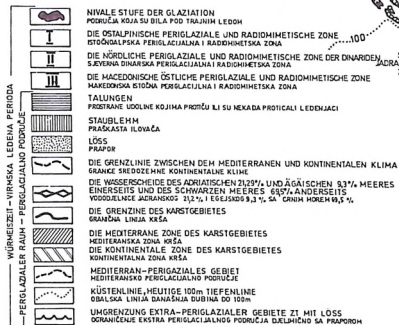 NIVALE STUFE DER GLAZIATION
PODRUČJA KOJA SU BILA POD TRAJNIM LEDOM
I
DIE OSTALPINISCHE PERIGLAZIALE UND RADIOMIMETISCHE ZONE
ISTOČNOALPSKA PERIGLACIJALNA I RADIOMIMETSKA ZONA
II
DIE NÖRDLICHE PERIGLAZIALE UND RADIOMIMETISCHE ZONE DER DINARIDEN
SJEVERNA DINARSKA PERIGLACIJALNA I RADIOMIMETSKA ZONA
III
DIE MACEDONISCHE ÖSTLICHE PERIGLAZIALE UND RADIOMIMETISCHE ZONE
MAKEDONSKA ISTOČNA PERIGLACIJALNA I RADIOMIMETSKA ZONA
TALUNGEN
PROSTRANE UDOLINE KOJIMA PROTIČU ILI SU NEKADA PROTICALI LEDENJACI
STAUBLEHM
PRAŠKASTA ILOVAČA
LÖSS
PRAPOR
DIE GRENZLINIE ZWISCHEN DEM MEDITERRANEN UND KONTINENTALEN KLIMA
GRANICE SREDOZEMNE KONTINENTALNE KLIME
DIE WASSERSCHEIDE DES ADRIATISCHEN 21,29% UND ÄGÄISCHEN 9,3% MEERES
EINERSEITS UND DES SCHWARZEN MEERES 69,5% ANDERSEITS
VODODJELNICE JADRANSKOG 21,2% I EGEJSKOG 9,3% SA CRNIM MOREM 69,5%
DIE GRENZINE DES KARSTGEBIETES
GRANIČNA LINIJA KRŠA
DIE MEDITERRANE ZONE DES KARSTGEBIETES
MEDITERANSKA ZONA KRŠA
DIE KONTINENTALE ZONE DES KARSTGEBIETES
KONTINENTALNA ZONA KRŠA
MEDITERRAN-PERIGAZIALES GEBIET
MEDITERANSKO PERIGLACIJALNO PODRUČJE
KÜSTENLINIE, HEUTIGE 100m TIEFENLINIE
OBALSKA LINIJA DANAŠNJA DUBINA DO 100m
UMGRENZUNG EXTRA-PERIGLAZIALER GEBIETE ZT MIT LÖSS
OGRANIČENJE EKSTRA PERIGLACIJALNOG PODRUČJA DJELMIČNO SA PRAPOROM
WÜRMEISZEIT-VIRMSKA LEDENA PERIODA
PERIGLAZIALER RAUM-PERIGLACIJALNO PODRUČJE
100
JADRA